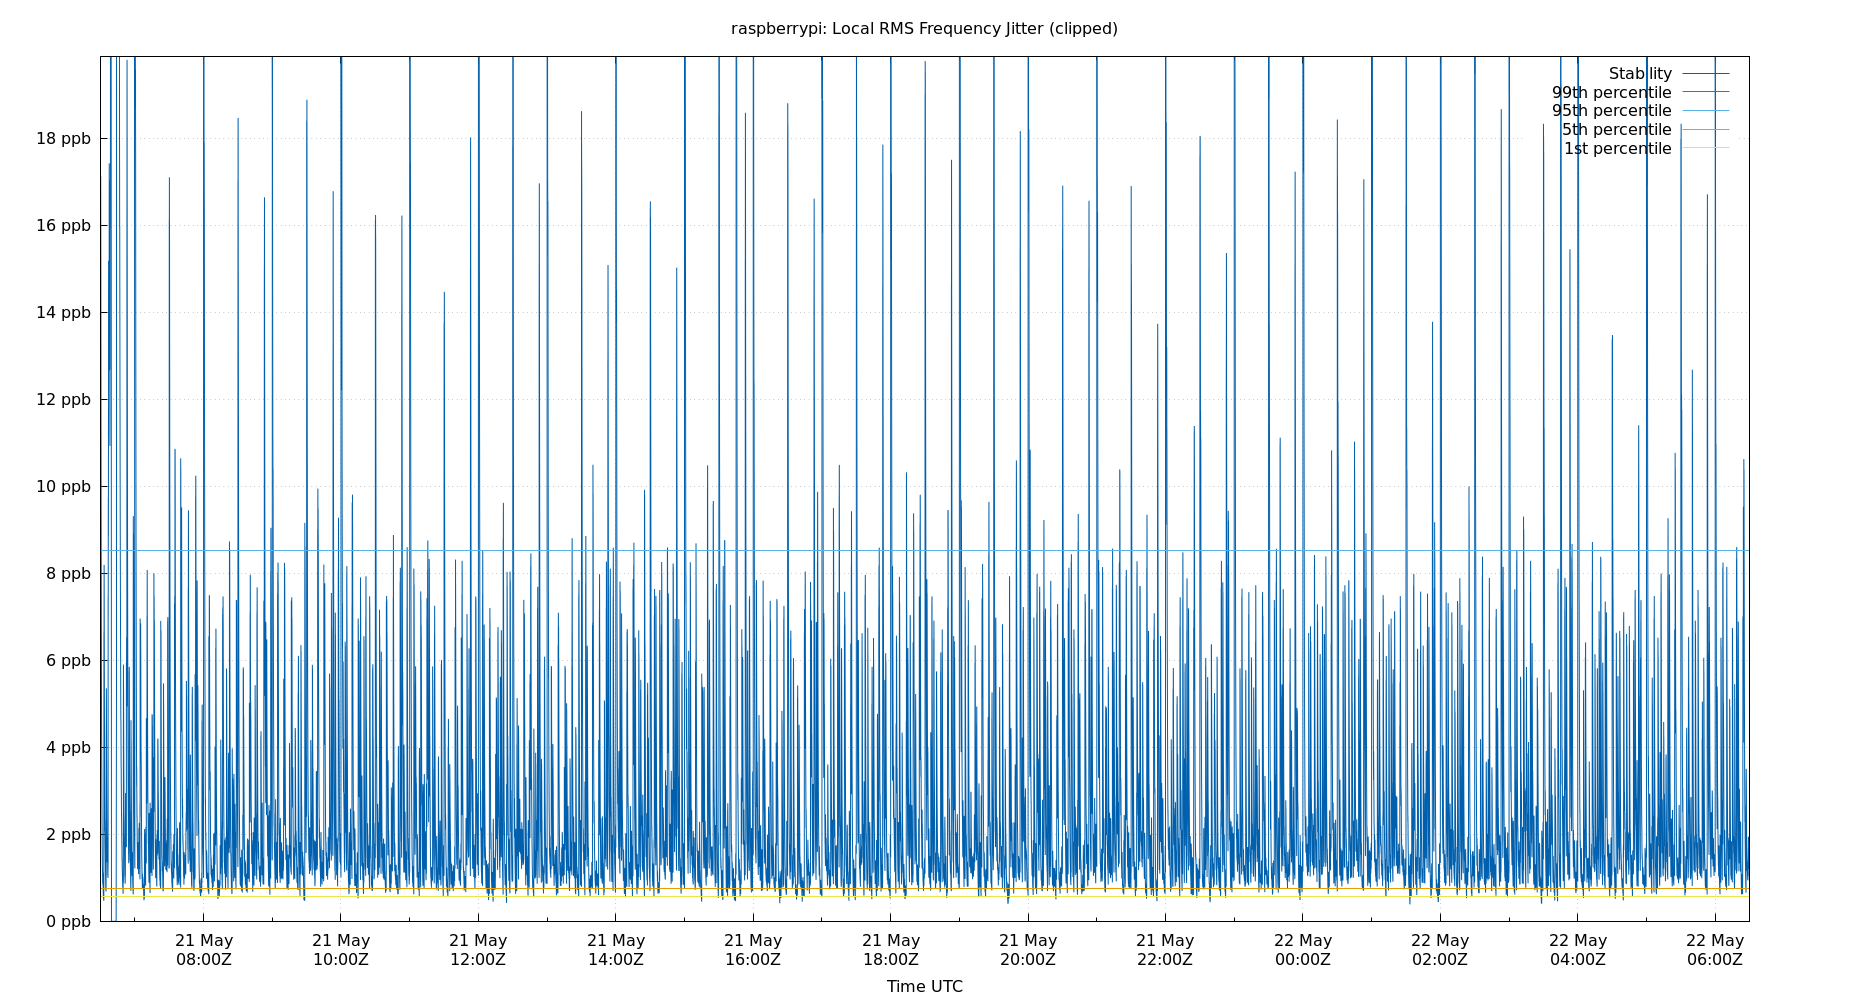 raspberrypi: Local RMS Frequency Jitter (clipped)
Stability
99th percentile
95th percentile
5th percentile
1st percentile
18 ppb
16 ppb
14 ppb
12 ppb
10 ppb
8 ppb
6 ppb
4 ppb
2 ppb
0 ppb
21 May 21 May 21 May 21 May 21 May 21 May 21 May 21 May 22 May 22 May 22 May 22 May
08:00Z 10:00Z 12:00Z 14:00Z 16:00Z 18:00Z 20:00Z 22:00Z 00:00Z 02:00Z 04:00Z 06:00Z
Time UTC